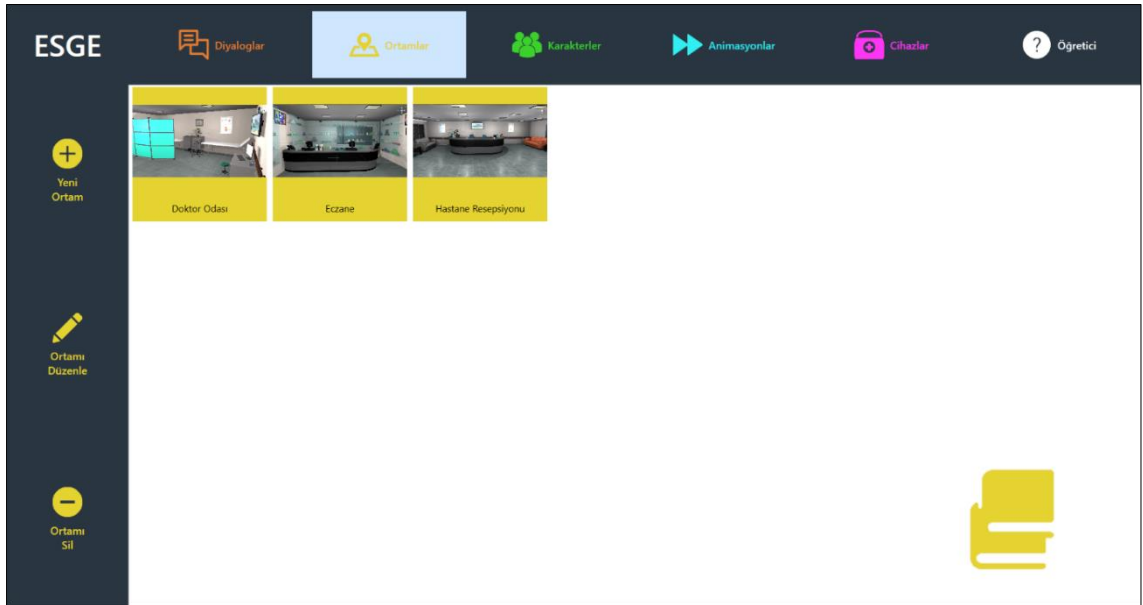 ESGE
Diyaloglar
Ortamlar
Karakterler
Animasyonlar
Cihazlar
? Öğretici
Yeni
Ortam
Ortamı
Düzenle
Ortamı
Sil
Doktor Odası
Eczane
Hastane Resepsiyonu